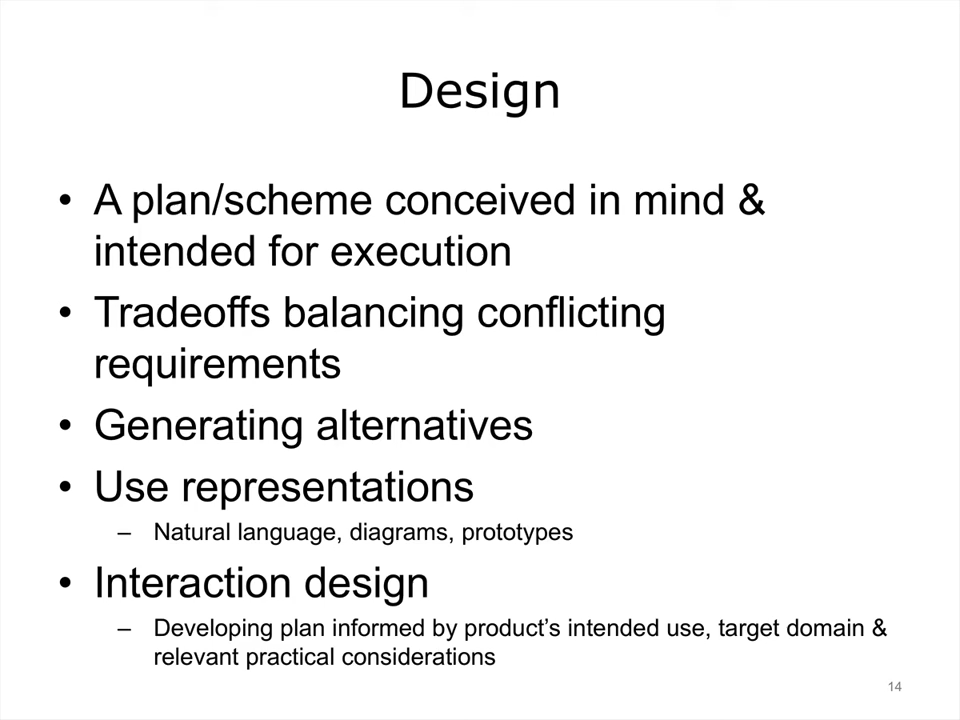 Design
• A plan/scheme conceived in mind &
intended for execution
• Tradeoffs balancing conflicting
requirements
• Generating alternatives
• Use representations
– Natural language, diagrams, prototypes
• Interaction design
– Developing plan informed by product’s intended use, target domain &
relevant practical considerations
14